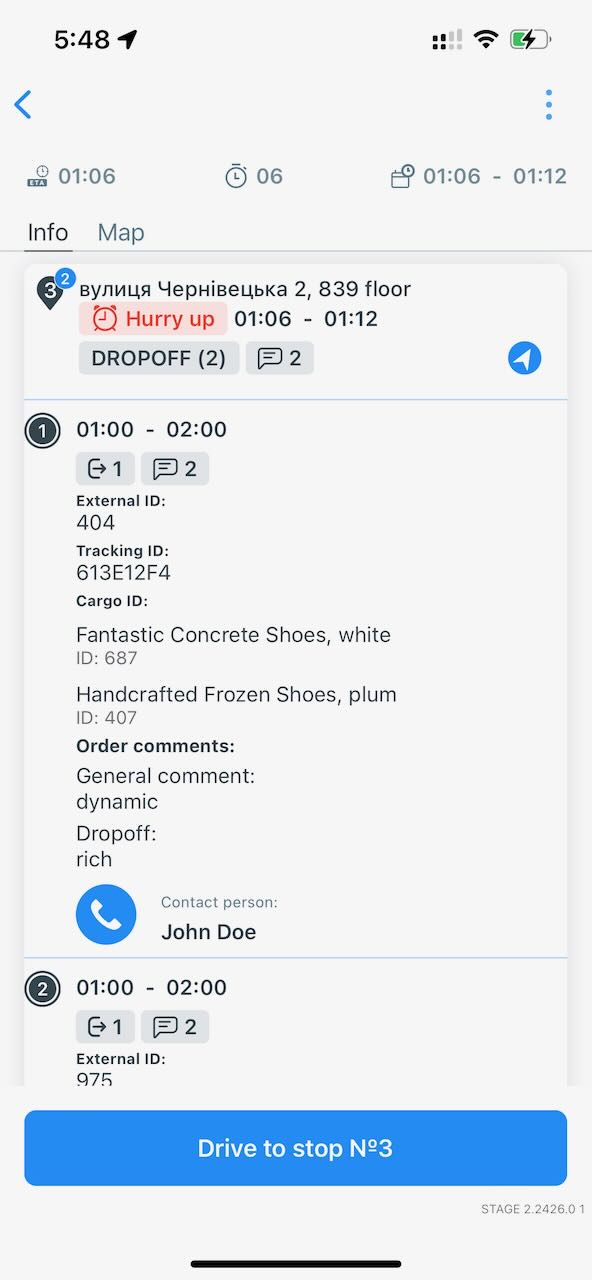 5:48
ETA 01:06
06
01:06 - 01:12
Info
Map
3
2
вулиця Чернівецька 2, 839 floor
Hurry up 01:06 - 01:12
DROPOFF (2)
2
1
01:00 - 02:00
1
2
External ID:
404
Tracking ID:
613E12F4
Cargo ID:
Fantastic Concrete Shoes, white
ID: 687
Handcrafted Frozen Shoes, plum
ID: 407
Order comments:
General comment:
dynamic
Dropoff:
rich
Contact person:
John Doe
2
01:00 - 02:00
1
2
External ID:
975
Drive to stop №3
STAGE 2.2426.0 1